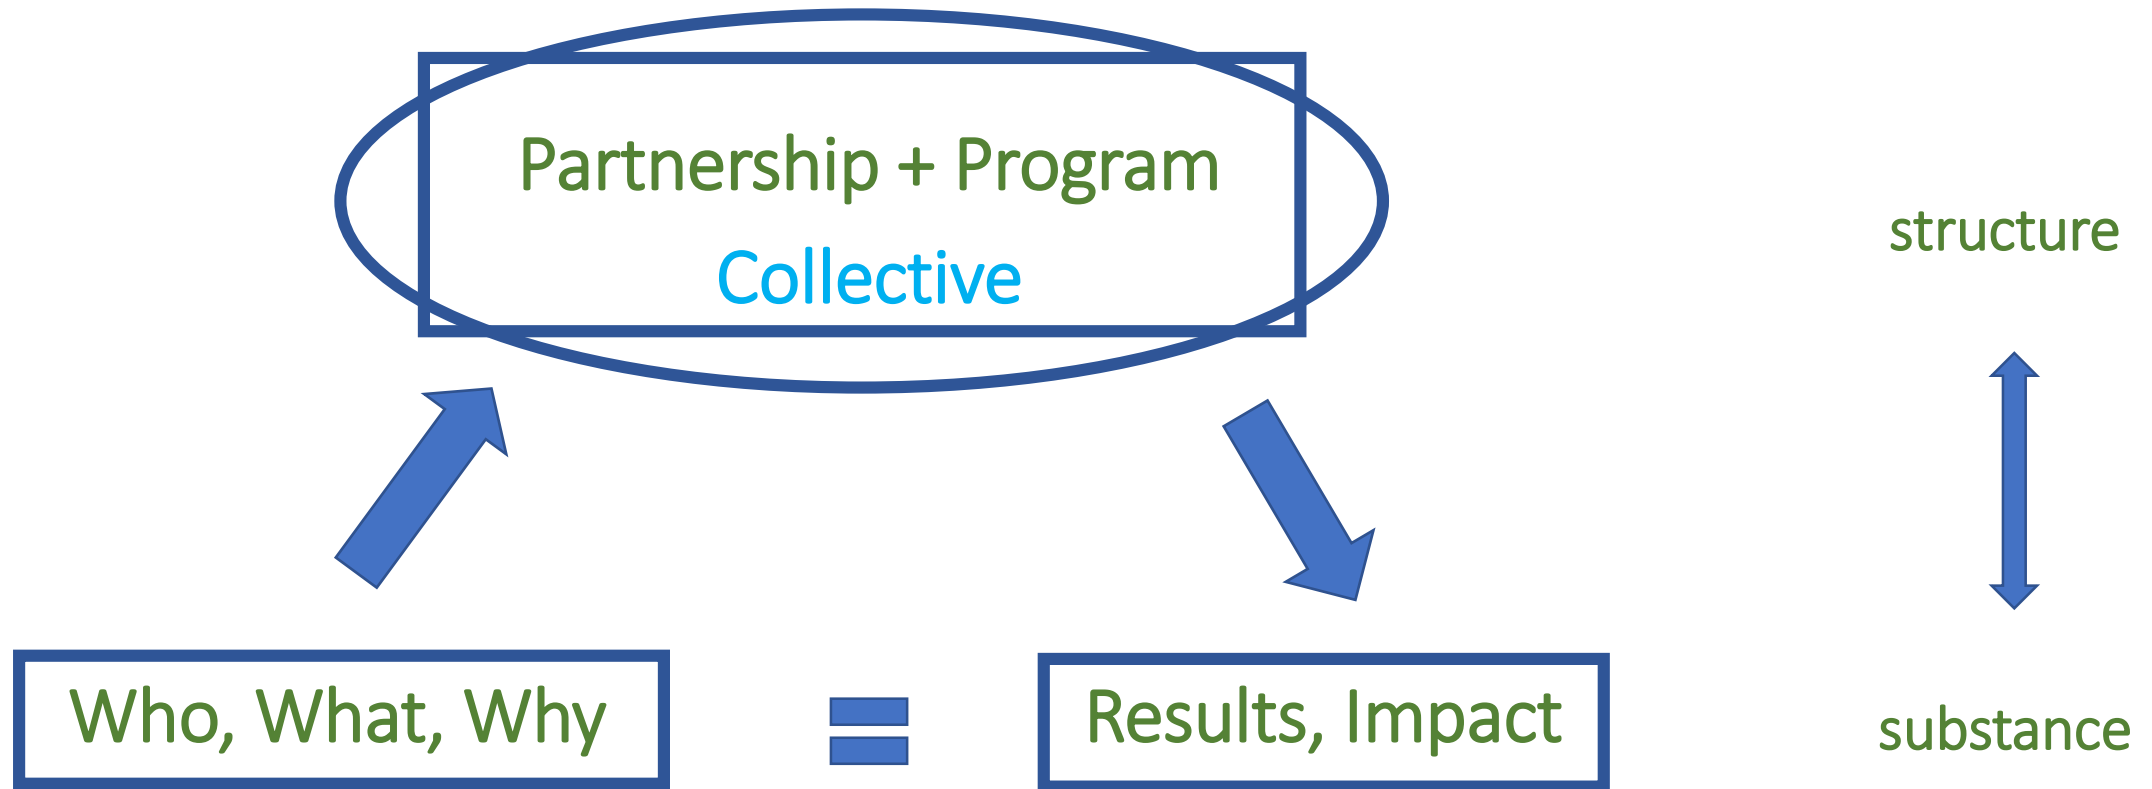 Partnership + Program
Collective
structure
Who, What, Why
Results, Impact
substance